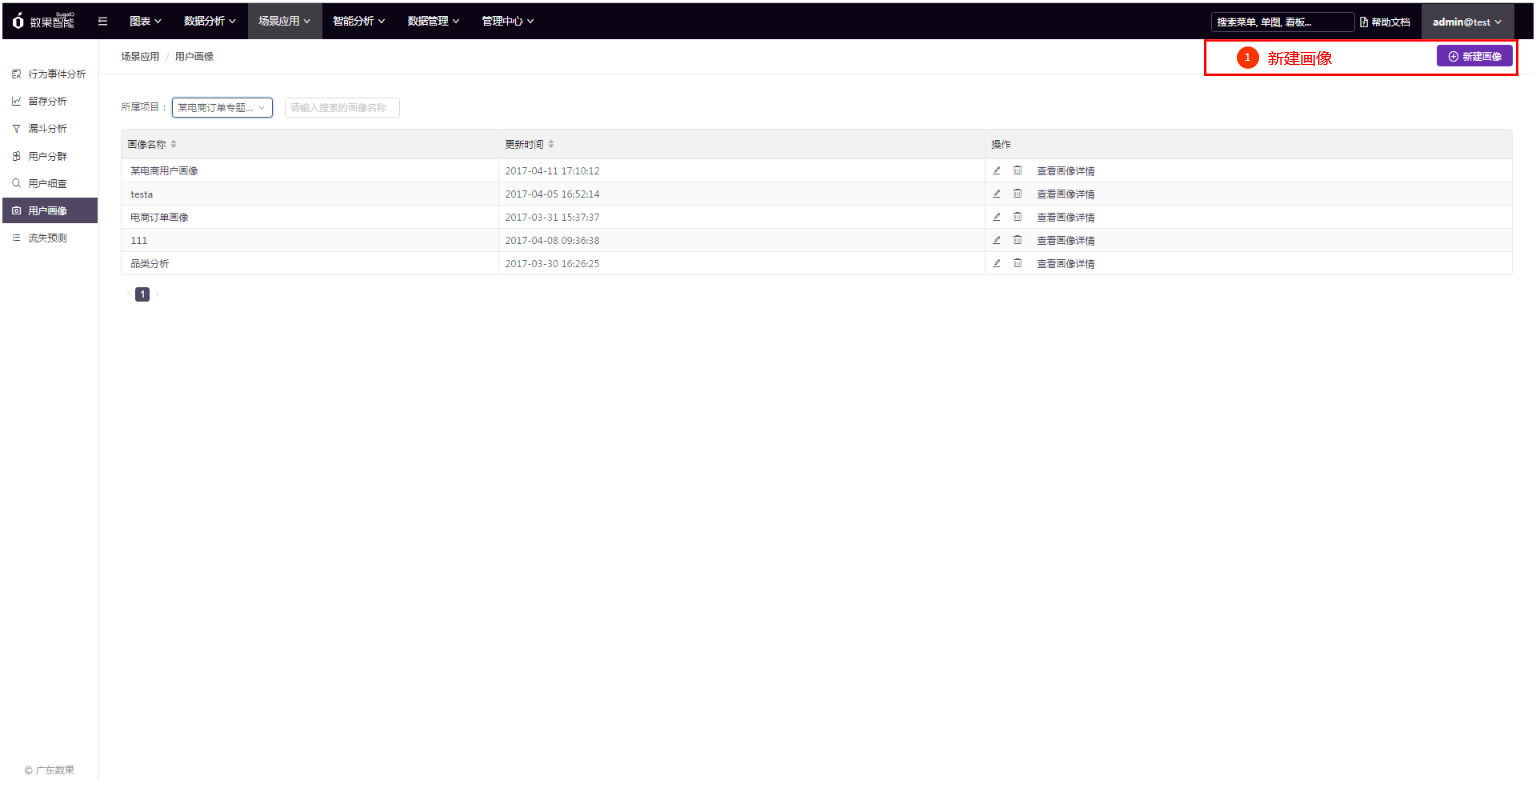 SugoIO
数果智能 图表 数据分析 场景应用 智能分析 数据管理 管理中心 搜索菜单, 单图, 看板... 帮助文档 admin@test
场景应用 / 用户画像 1 新建画像 新建画像
行为事件分析
留存分析
漏斗分析
用户分群
用户细查
用户画像
流失预测
所属项目： 某电商订单专题... 请输入搜索的画像名称
画像名称 更新时间 操作
某电商用户画像 2017-04-11 17:10:12 查看画像详情
testa 2017-04-05 16:52:14 查看画像详情
电商订单画像 2017-03-31 15:37:37 查看画像详情
111 2017-04-08 09:36:38 查看画像详情
品类分析 2017-03-30 16:26:25 查看画像详情
< 1 >
© 广东数果